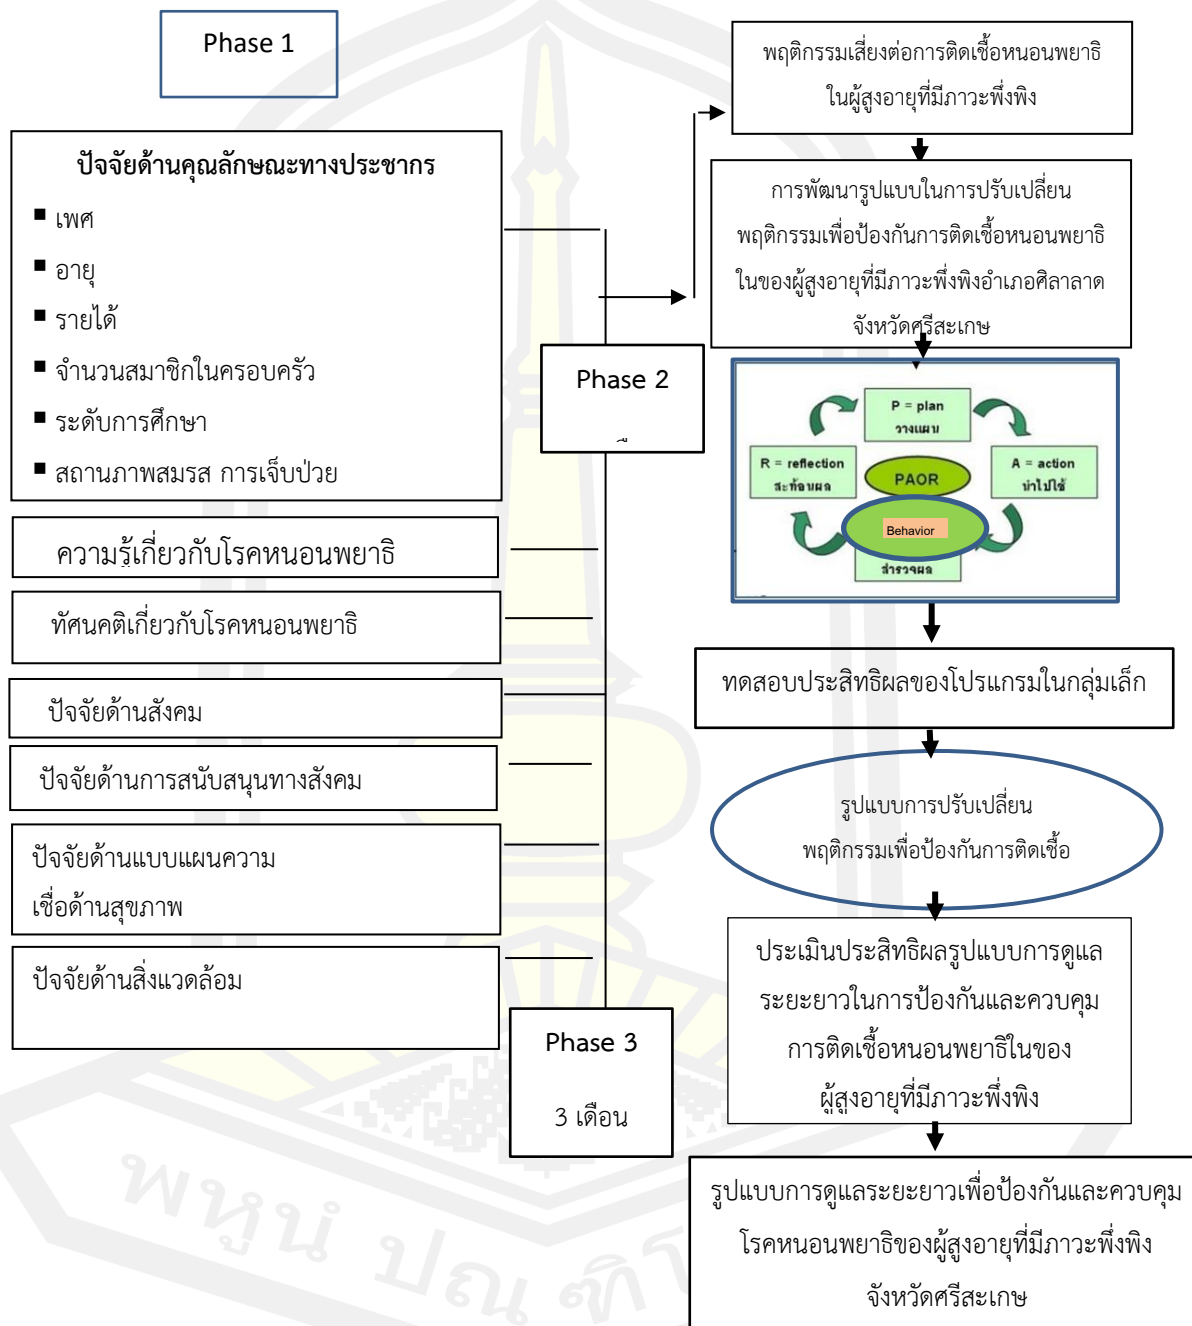 Phase 1
ปัจจัยด้านคุณลักษณะทางประชากร
เพศ
อายุ
รายได้
จำนวนสมาชิกในครอบครัว
ระดับการศึกษา
สถานภาพสมรส การเจ็บป่วย
ความรู้เกี่ยวกับโรคหนอนพยาธิ
ทัศนคติเกี่ยวกับโรคหนอนพยาธิ
ปัจจัยด้านสังคม
ปัจจัยด้านการสนับสนุนทางสังคม
ปัจจัยด้านแบบแผนความ
เชื่อด้านสุขภาพ
ปัจจัยด้านสิ่งแวดล้อม
Phase 2
Phase 3
3 เดือน
พฤติกรรมเสี่ยงต่อการติดเชื้อหนอนพยาธิ
ในผู้สูงอายุที่มีภาวะพึ่งพิง
การพัฒนารูปแบบในการปรับเปลี่ยน
พฤติกรรมเพื่อป้องกันการติดเชื้อหนอนพยาธิ
ในของผู้สูงอายุที่มีภาวะพึ่งพิงอำเภอศิลาลาด
จังหวัดศรีสะเกษ
P = plan
วางแผน
R = reflection
สะท้อนผล
PAOR
A = action
นำไปใช้
Behavior
สำรวจผล
ทดสอบประสิทธิผลของโปรแกรมในกลุ่มเล็ก
รูปแบบการปรับเปลี่ยน
พฤติกรรมเพื่อป้องกันการติดเชื้อ
ประเมินประสิทธิผลรูปแบบการดูแล
ระยะยาวในการป้องกันและควบคุม
การติดเชื้อหนอนพยาธิในของ
ผู้สูงอายุที่มีภาวะพึ่งพิง
รูปแบบการดูแลระยะยาวเพื่อป้องกันและควบคุม
โรคหนอนพยาธิของผู้สูงอายุที่มีภาวะพึ่งพิง
จังหวัดศรีสะเกษ
พหูนํ ปณฺฑิโ